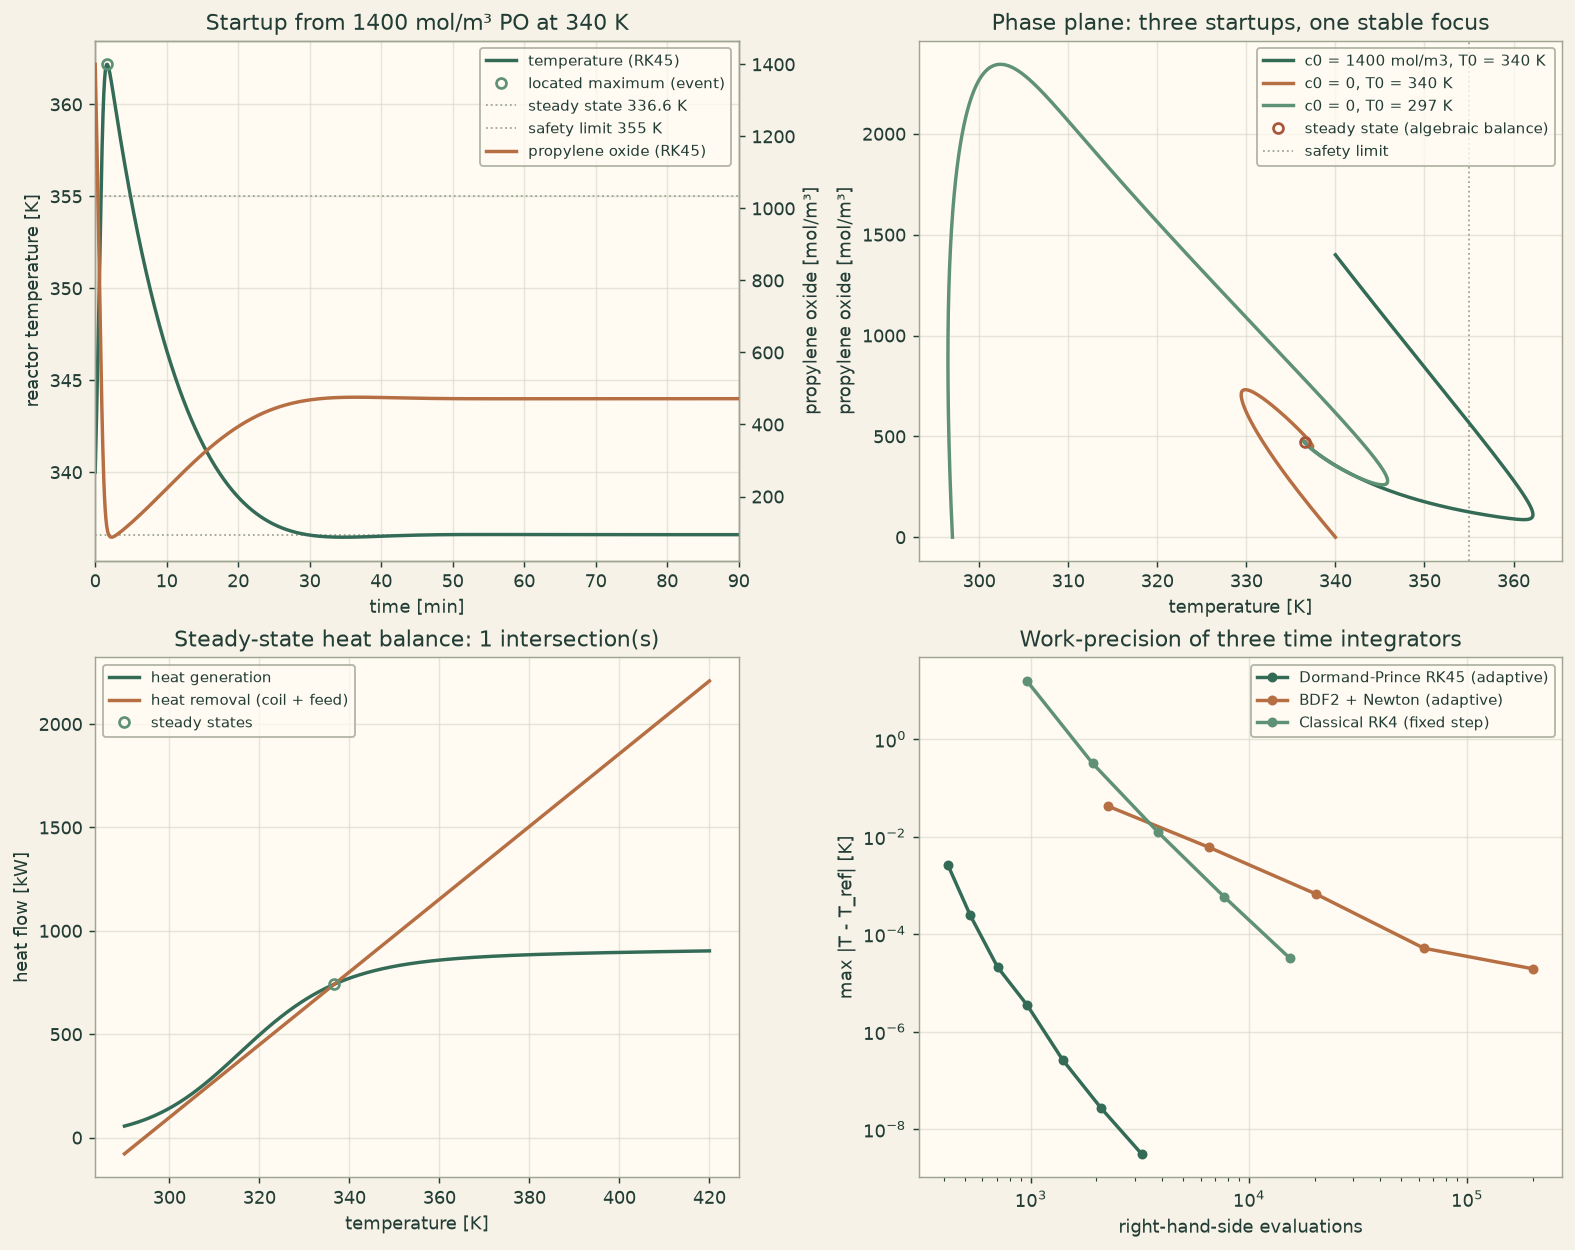 Startup from 1400 mol/m³ PO at 340 K
temperature (RK45)
located maximum (event)
steady state 336.6 K
safety limit 355 K
propylene oxide (RK45)
reactor temperature [K]
360
355
350
345
340
1400
1200
1000
800
600
400
200
propylene oxide [mol/m³]
0 10 20 30 40 50 60 70 80 90
time [min]
Phase plane: three startups, one stable focus
c0 = 1400 mol/m3, T0 = 340 K
c0 = 0, T0 = 340 K
c0 = 0, T0 = 297 K
steady state (algebraic balance)
safety limit
propylene oxide [mol/m³]
2000
1500
1000
500
0
300 310 320 330 340 350 360
temperature [K]
Steady-state heat balance: 1 intersection(s)
heat generation
heat removal (coil + feed)
steady states
heat flow [kW]
2000
1500
1000
500
0
300 320 340 360 380 400 420
temperature [K]
Work-precision of three time integrators
Dormand-Prince RK45 (adaptive)
BDF2 + Newton (adaptive)
Classical RK4 (fixed step)
max |T - T_ref| [K]
10⁰
10⁻²
10⁻⁴
10⁻⁶
10⁻⁸
10³ 10⁴ 10⁵
right-hand-side evaluations